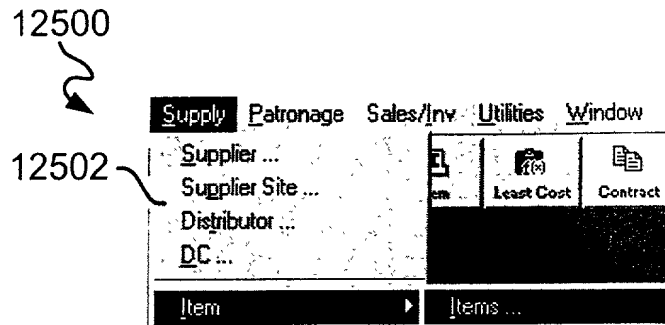 12500
Supply Patronage Sales/Inv Utilities Window
12502
Supplier ...
Supplier Site ...
Distributor ...
DC ...
Least Cost Contract
Item Items ...